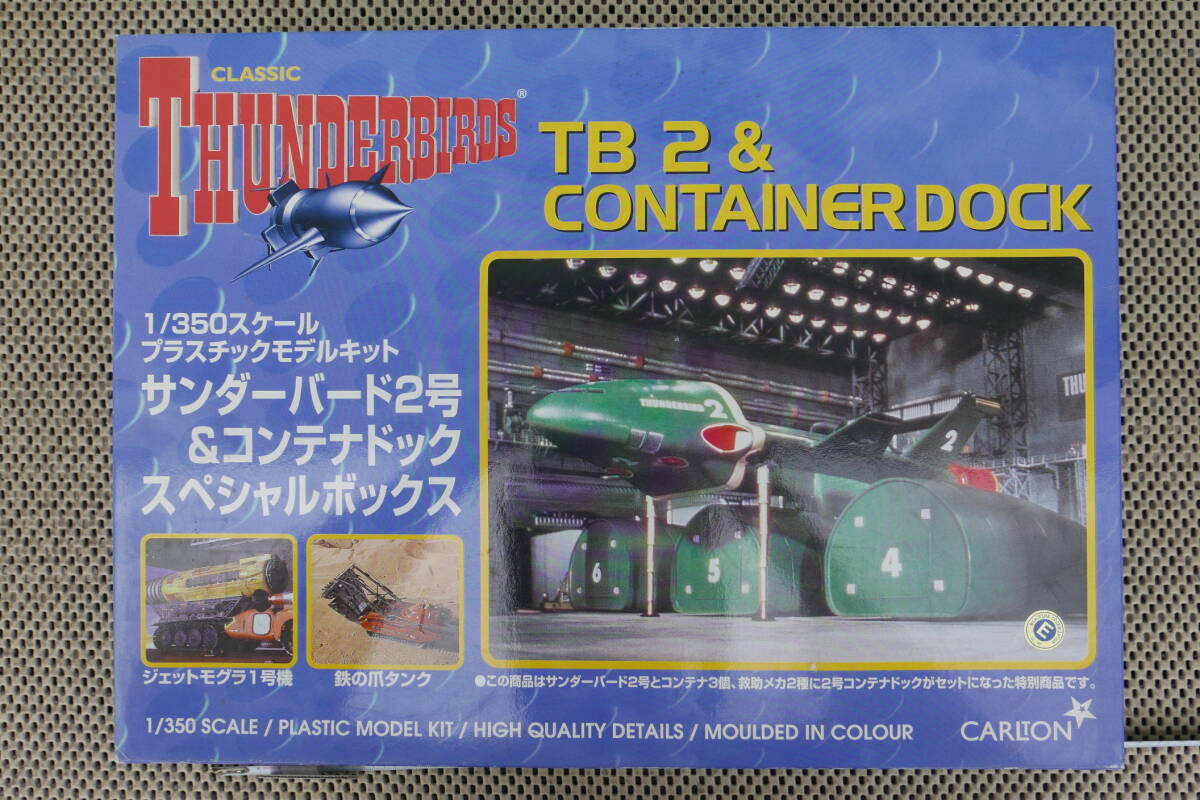 CLASSIC
THUNDERBIRDS®
TB 2 &
CONTAINER DOCK
1/350スケール
プラスチックモデルキット
サンダーバード2号
&コンテナドック
スペシャルボックス
THUNDERBIRD 2
2
THU
6
5
4
E
ジェットモグラ1号機
鉄の爪タンク
●この商品はサンダーバード2号とコンテナ3個、救助メカ2種に2号コンテナドックがセットになった特別商品です。
1/350 SCALE / PLASTIC MODEL KIT / HIGH QUALITY DETAILS / MOULDED IN COLOUR
CARLTON